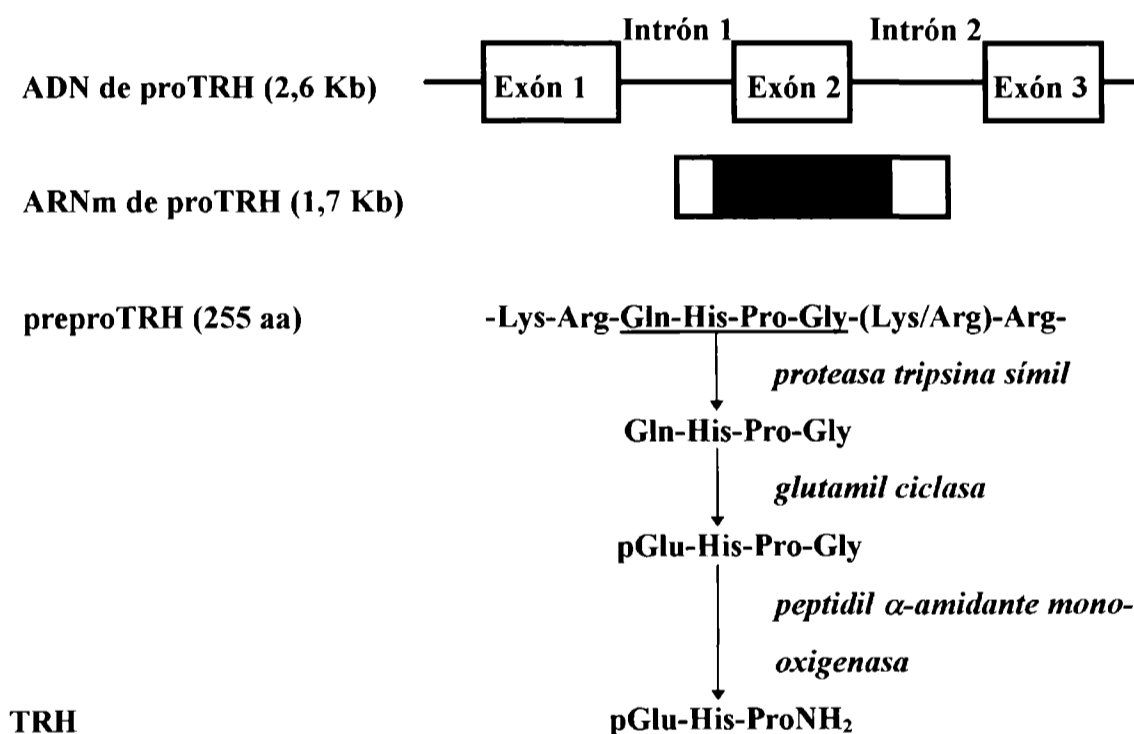 Intrón 1 Intrón 2
ADN de proTRH (2,6 Kb) Exón 1 Exón 2 Exón 3
ARNm de proTRH (1,7 Kb)
preproTRH (255 aa) -Lys-Arg-Gln-His-Pro-Gly-(Lys/Arg)-Arg-
proteasa tripsina símil
Gln-His-Pro-Gly
glutamil ciclasa
pGlu-His-Pro-Gly
peptidil α-amidante mono-
oxigenasa
TRH pGlu-His-ProNH₂